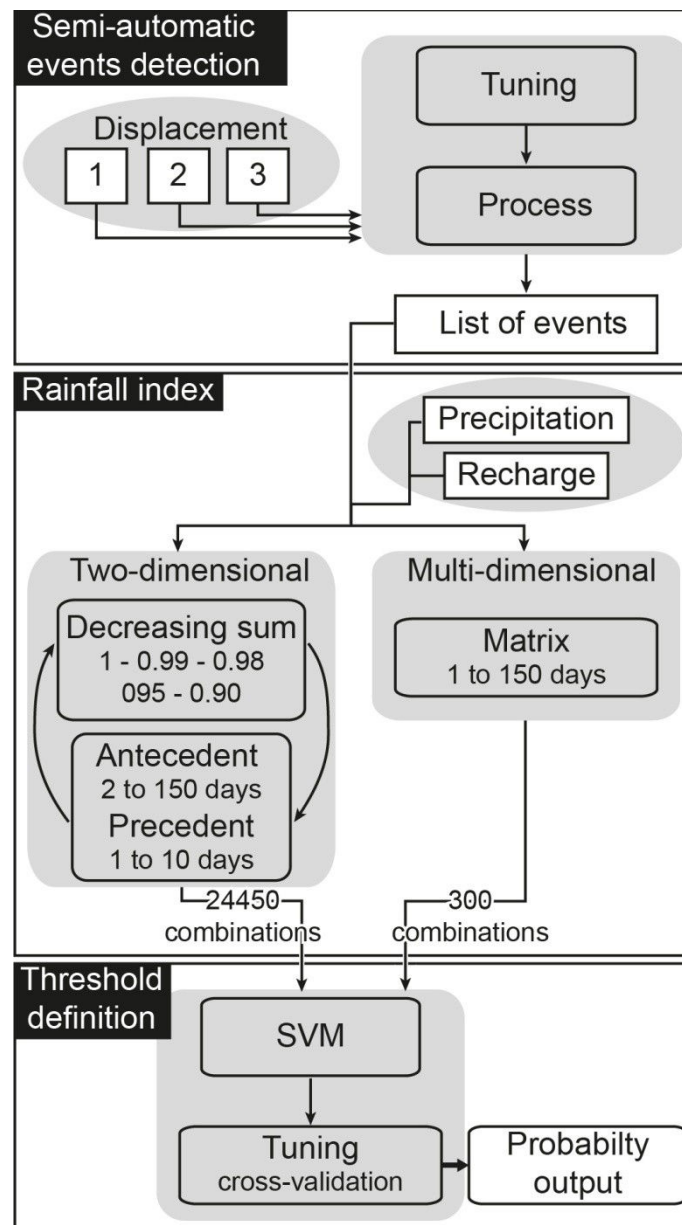 Semi-automatic
events detection
Displacement
1 2 3
Tuning
Process
List of events
Rainfall index
Precipitation
Recharge
Two-dimensional
Decreasing sum
1 - 0.99 - 0.98
095 - 0.90
Antecedent
2 to 150 days
Precedent
1 to 10 days
Multi-dimensional
Matrix
1 to 150 days
24450
combinations
300
combinations
Threshold
definition
SVM
Tuning
cross-validation
Probabilty
output